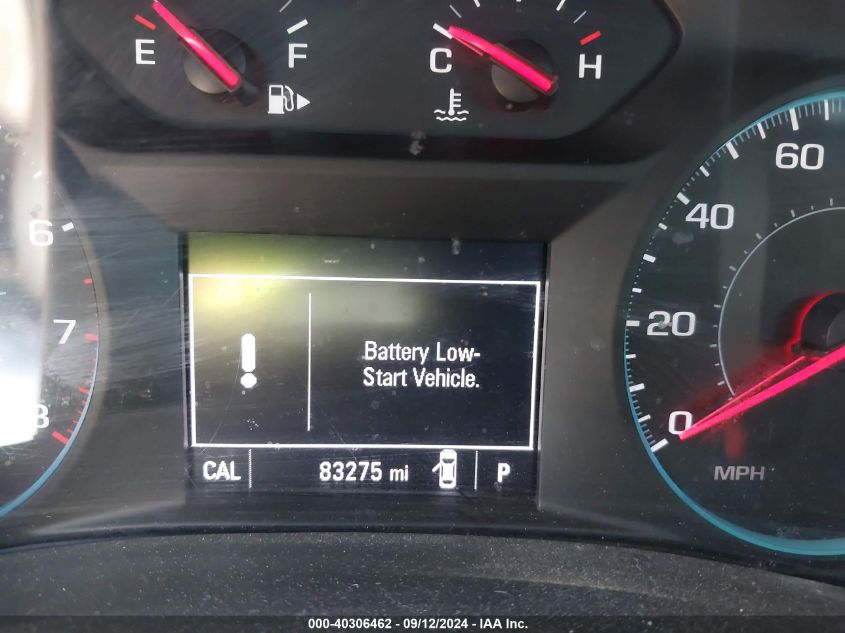 E F
C H
6
7
8
60
40
20
0
MPH
Battery Low-
Start Vehicle.
CAL 83275 mi P
000-40306462 - 09/12/2024 - IAA Inc.